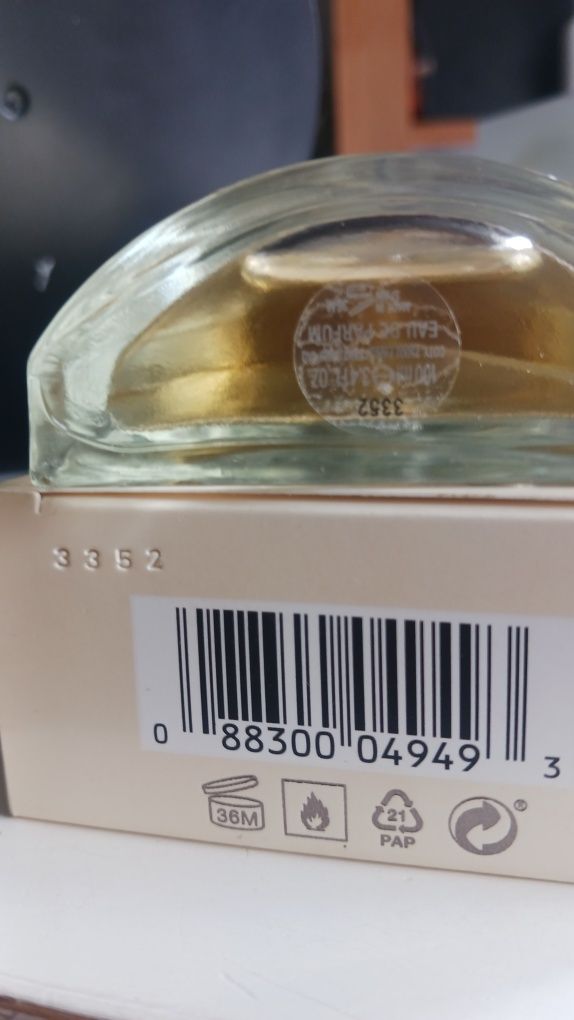 EAU DE PARFUM
100 ml 3.4 FL.OZ.
3352
3352
0 88300 04949 3
36M
21
PAP
®